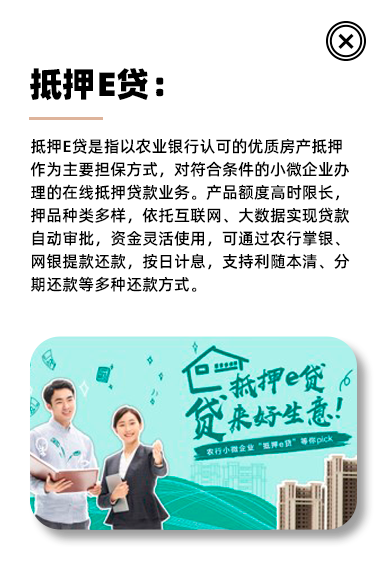 抵押E贷：
抵押E贷是指以农业银行认可的优质房产抵押
作为主要担保方式，对符合条件的小微企业办
理的在线抵押贷款业务。产品额度高时限长，
押品种类多样，依托互联网、大数据实现贷款
自动审批，资金灵活使用，可通过农行掌银、
网银提款还款，按日计息，支持利随本清、分
期还款等多种还款方式。
抵押e贷
贷来好生意！
农行小微企业“抵押e贷”等你pick